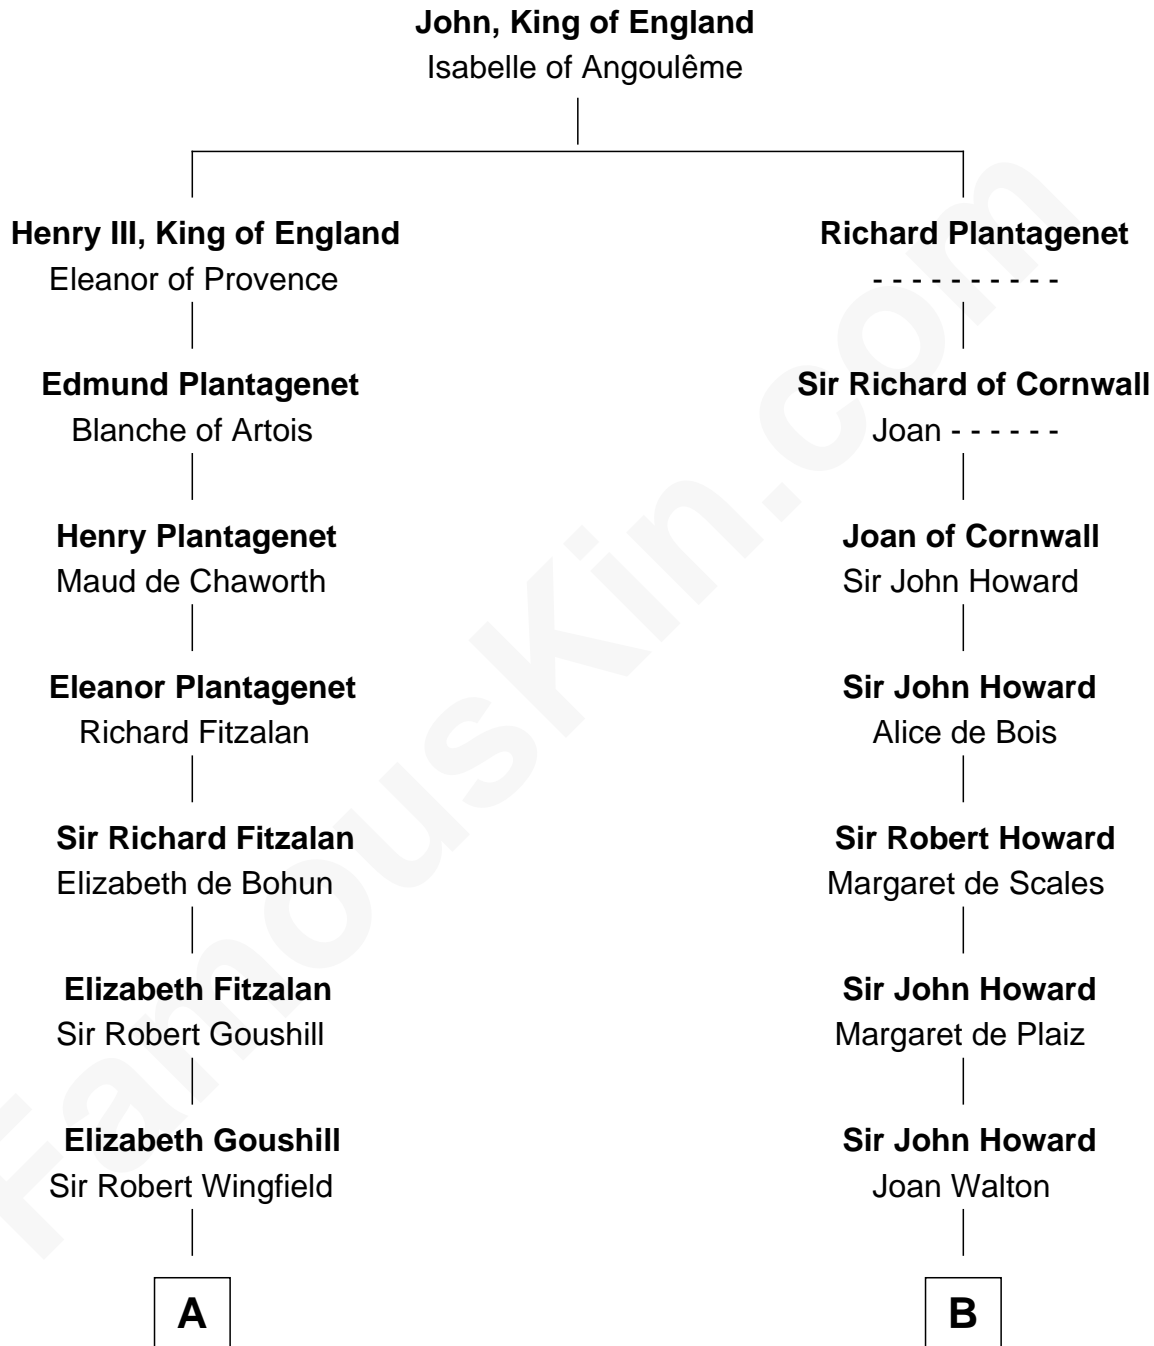 John, King of England
Isabelle of Angoulême
Henry III, King of England
Eleanor of Provence
Edmund Plantagenet
Blanche of Artois
Henry Plantagenet
Maud de Chaworth
Eleanor Plantagenet
Richard Fitzalan
Sir Richard Fitzalan
Elizabeth de Bohun
Elizabeth Fitzalan
Sir Robert Goushill
Elizabeth Goushill
Sir Robert Wingfield
A
Richard Plantagenet
- - - - - - - - - -
Sir Richard of Cornwall
Joan - - - - - -
Joan of Cornwall
Sir John Howard
Sir John Howard
Alice de Bois
Sir Robert Howard
Margaret de Scales
Sir John Howard
Margaret de Plaiz
Sir John Howard
Joan Walton
B
FamousKin.com